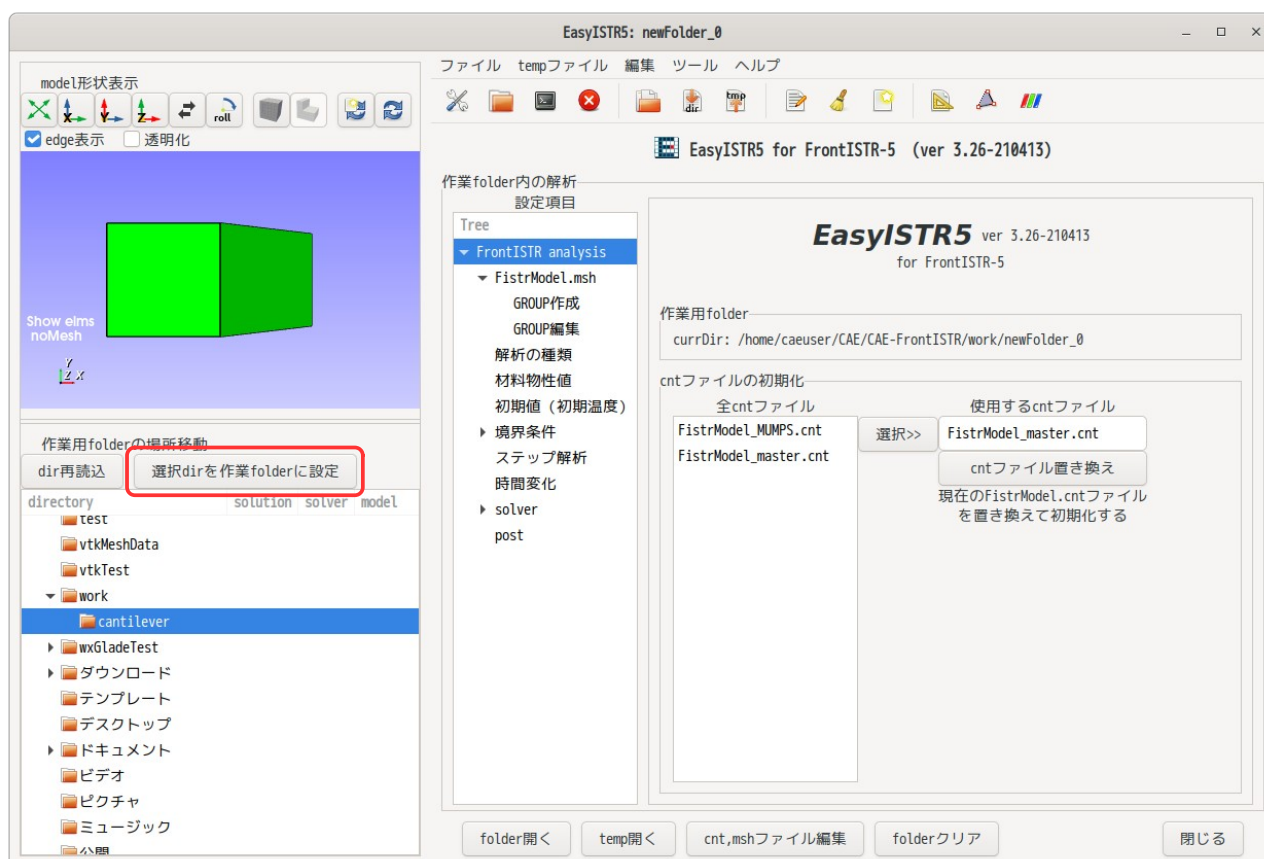 EasyISTR5: newFolder_0
model形状表示
roll
edge表示 透明化
Show elms
noMesh
Y
Z X
作業用folderの場所移動
dir再読込 選択dirを作業folderに設定
directory solution solver model
test
vtkMeshData
vtkTest
work
cantilever
wxGladeTest
ダウンロード
テンプレート
デスクトップ
ドキュメント
ビデオ
ピクチャ
ミュージック
公開
ファイル tempファイル 編集 ツール ヘルプ
dir tmp
EasyISTR5 for FrontISTR-5 (ver 3.26-210413)
作業folder内の解析
設定項目
Tree
FrontISTR analysis
FistrModel.msh
GROUP作成
GROUP編集
解析の種類
材料物性値
初期値（初期温度）
境界条件
ステップ解析
時間変化
solver
post
EasyISTR5 ver 3.26-210413
for FrontISTR-5
作業用folder
currDir: /home/caeuser/CAE/CAE-FrontISTR/work/newFolder_0
cntファイルの初期化
全cntファイル
FistrModel_MUMPS.cnt
FistrModel_master.cnt
選択>>
使用するcntファイル
FistrModel_master.cnt
cntファイル置き換え
現在のFistrModel.cntファイル
を置き換えて初期化する
folder開く temp開く cnt,mshファイル編集 folderクリア 閉じる